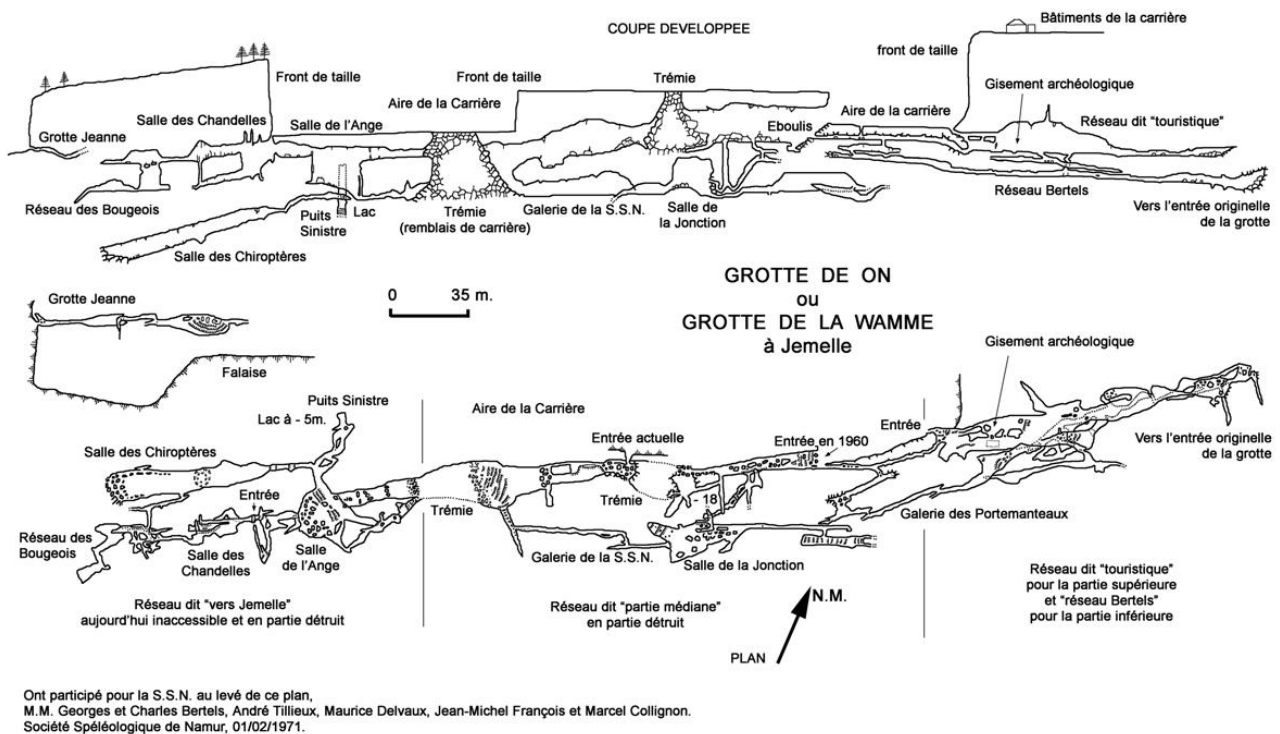 COUPE DEVELOPPEE
Bâtiments de la carrière
front de taille
Front de taille
Front de taille
Trémie
Gisement archéologique
Aire de la Carrière
Aire de la carrière
Salle des Chandelles
Salle de l'Ange
Eboulis
Réseau dit "touristique"
Grotte Jeanne
Réseau des Bougeois
Puits
Sinistre
Lac
Trémie
(remblais de carrière)
Galerie de la S.S.N.
Salle de
la Jonction
Réseau Bertels
Vers l'entrée originelle
de la grotte
Salle des Chiroptères
GROTTE DE ON
ou
GROTTE DE LA WAMME
à Jemelle
0 35 m.
Grotte Jeanne
Falaise
Puits Sinistre
Lac à - 5m.
Aire de la Carrière
Gisement archéologique
Salle des Chiroptères
Entrée actuelle
Entrée en 1960
Entrée
Vers l'entrée originelle
de la grotte
Entrée
Trémie
Trémie
- 18
Galerie des Portemanteaux
Réseau des
Bougeois
Salle des
Chandelles
Salle
de l'Ange
Galerie de la S.S.N.
Salle de la Jonction
Réseau dit "vers Jemelle"
aujourd'hui inaccessible et en partie détruit
Réseau dit "partie médiane"
en partie détruit
Réseau dit "touristique"
pour la partie supérieure
et "réseau Bertels"
pour la partie inférieure
N.M.
PLAN
Ont participé pour la S.S.N. au levé de ce plan,
M.M. Georges et Charles Bertels, André Tillieux, Maurice Delvaux, Jean-Michel François et Marcel Collignon.
Société Spéléologique de Namur, 01/02/1971.